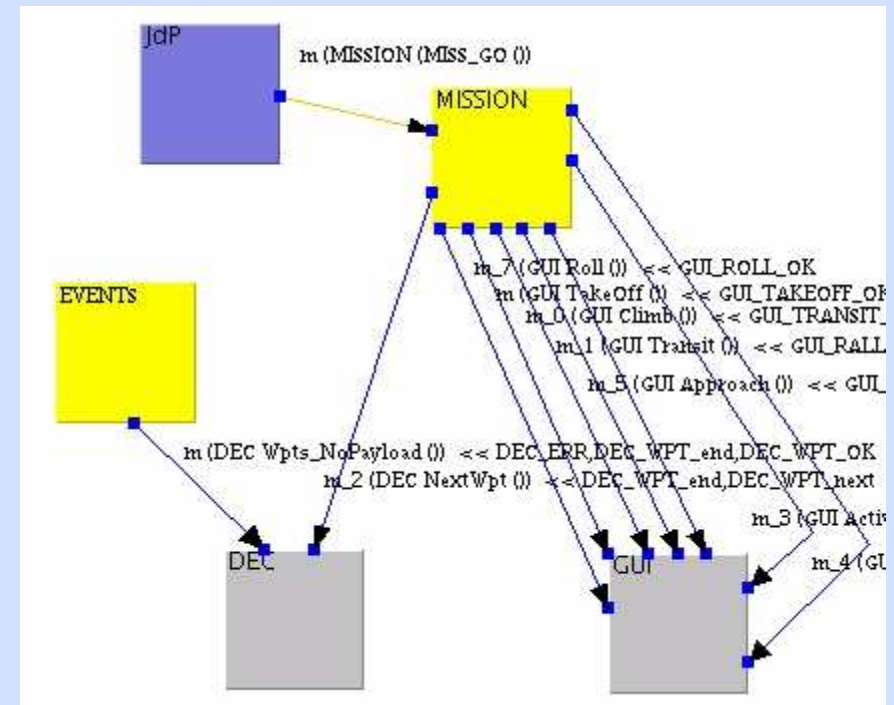 JdP
m (MISSION (MISS_GO ())
MISSION
m_7 (GUI Roll ()) << GUI_ROLL_OK
EVENTS
m (GUI TakeOff ()) << GUI_TAKEOFF_OK
m_0 (GUI Climb ()) << GUI_TRANSIT_
m_1 (GUI Transit ()) << GUI_RALL
m_5 (GUI Approach ()) << GUI_
m (DEC Wpts_NoPayload ()) << DEC_ERR,DEC_WPT_end,DEC_WPT_OK
m_2 (DEC NextWpt ()) << DEC_WPT_end,DEC_WPT_next
m_3 (GUI Activ
DEC
GUI
m_4 (GU